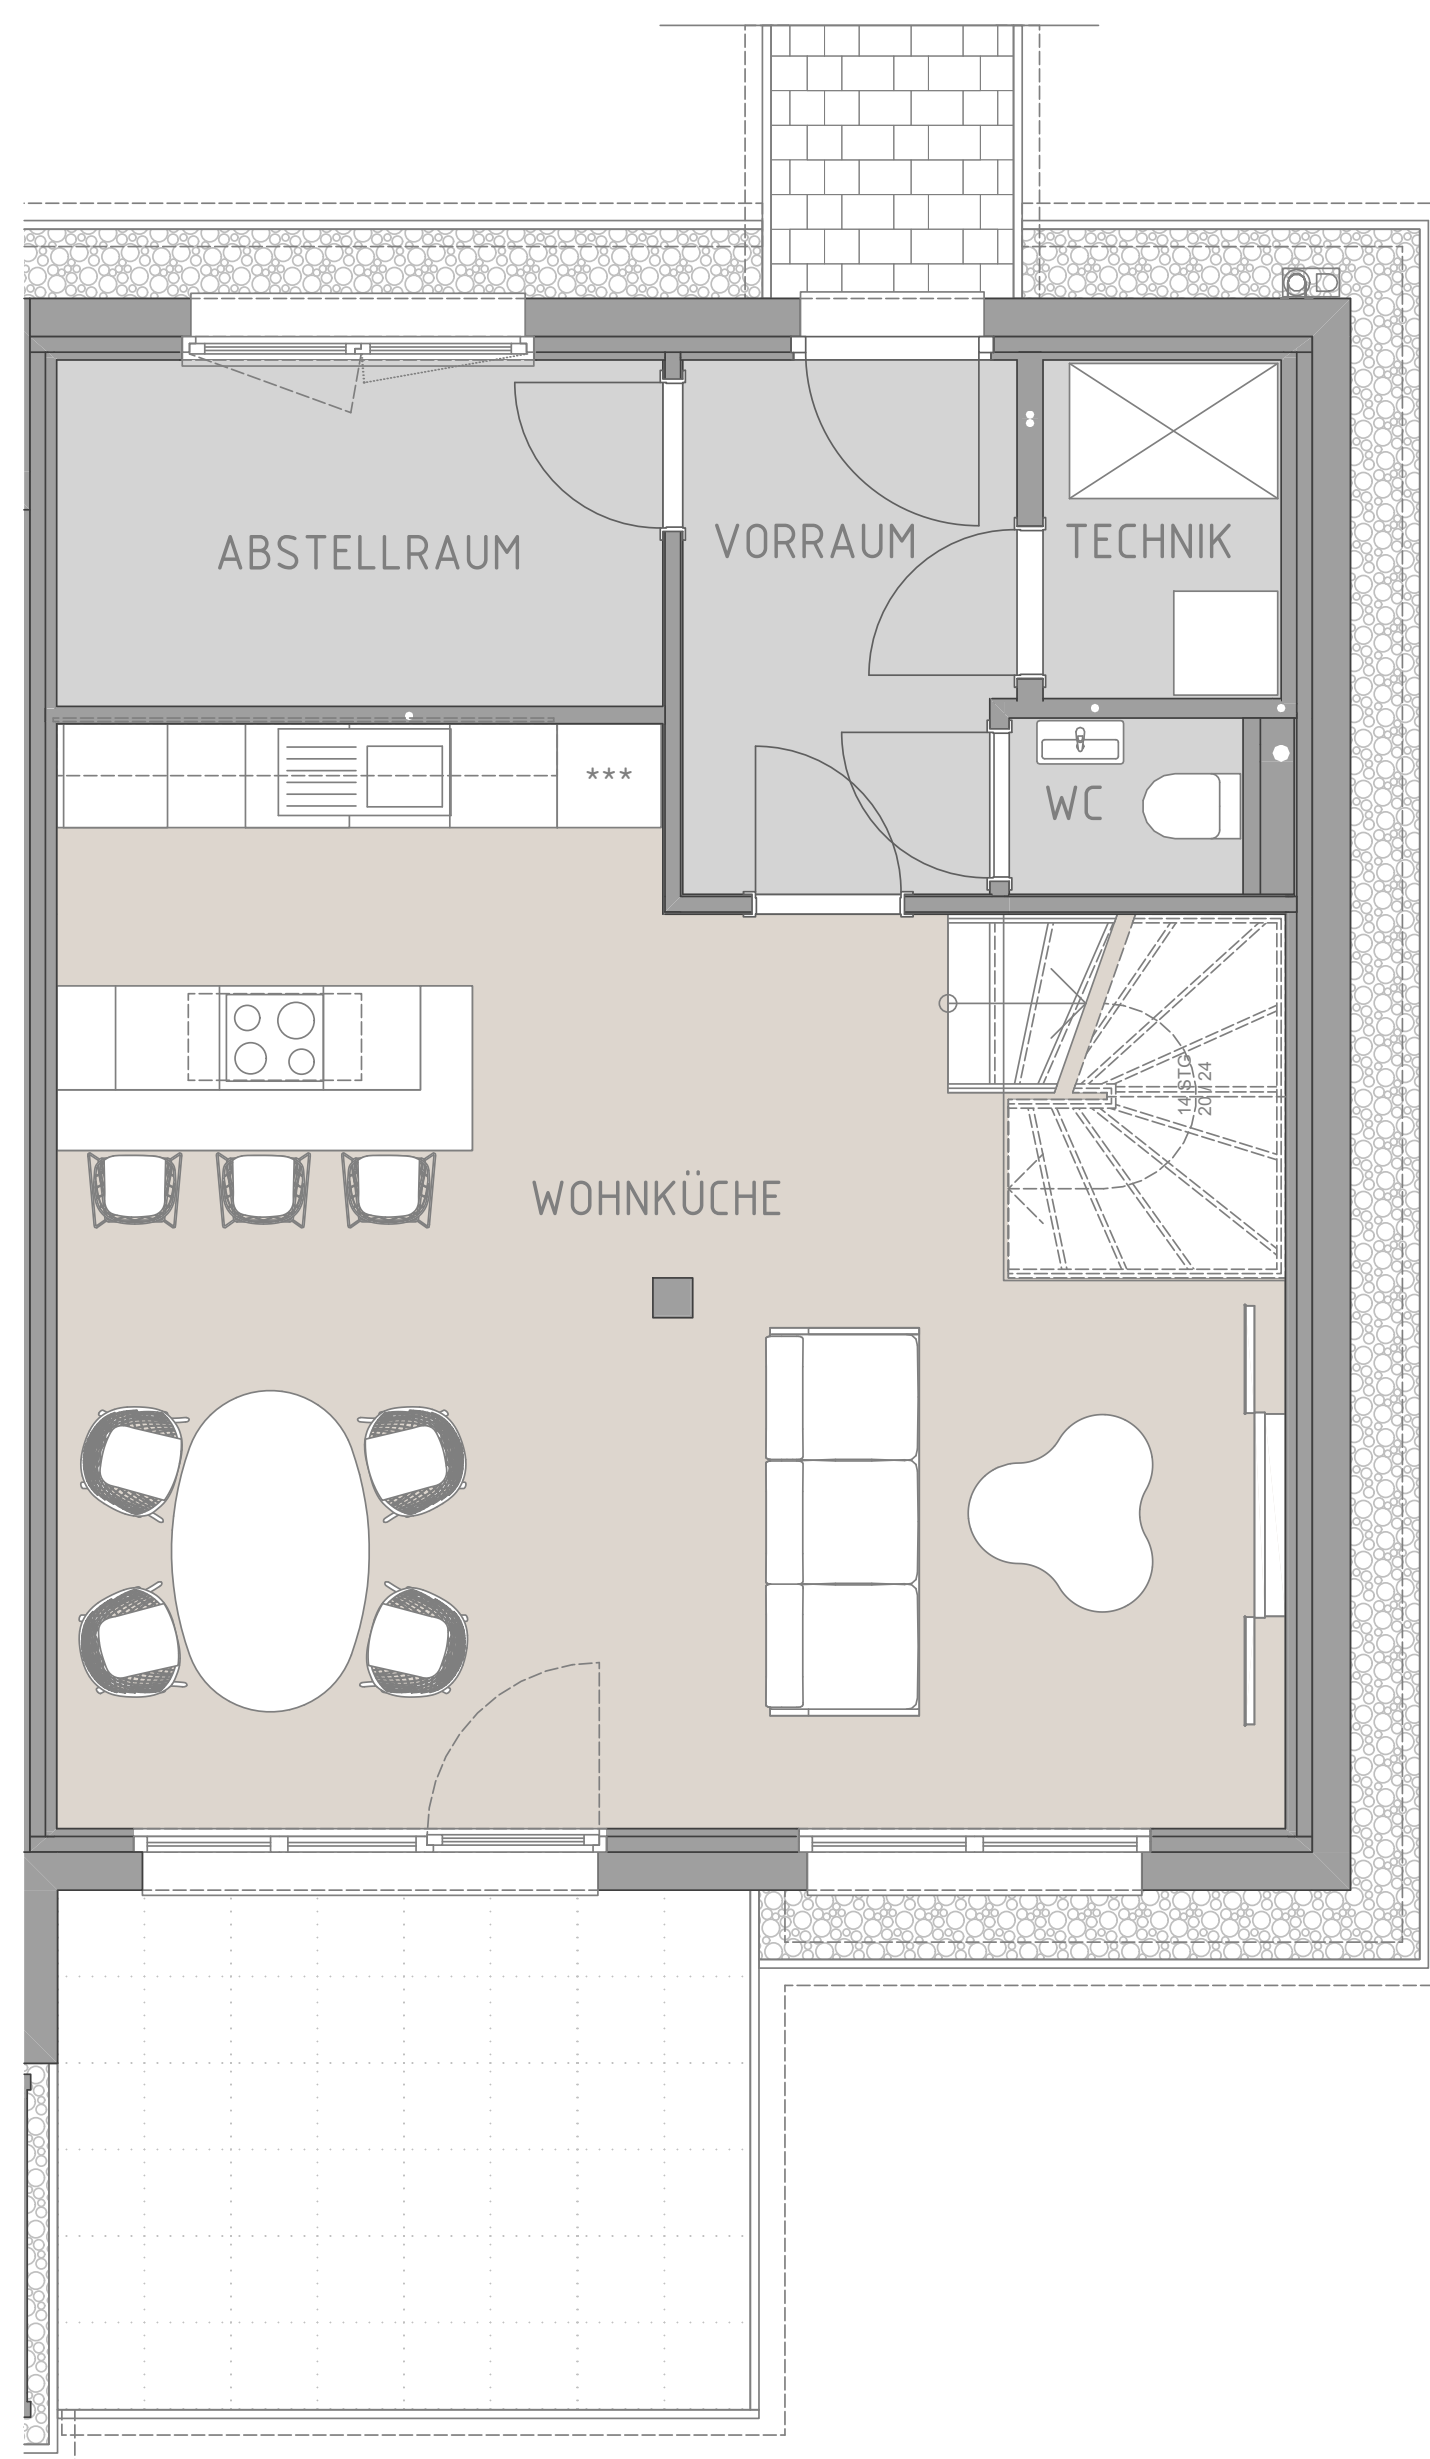 ABSTELLRAUM
VORRAUM
TECHNIK
***
WC
14 STG
20 / 24
WOHNKÜCHE